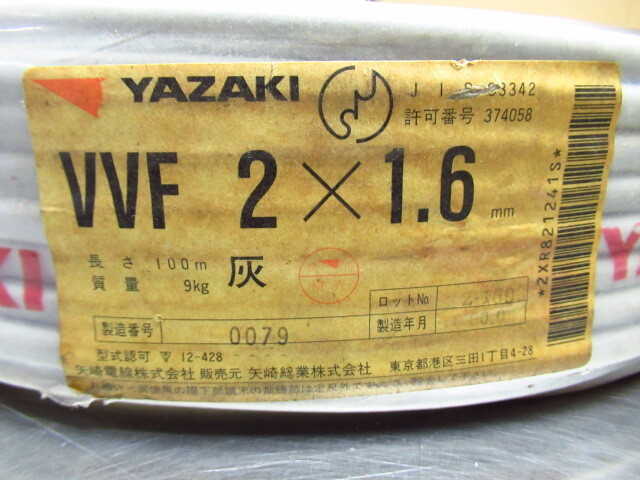 YAZAKI
JIS C3342
許可番号 374058
VVF 2×1.6 mm
長さ 100m
質量 9kg
灰
ロットNo
製造番号 0079
製造年月
型式認可 ▽ 12-428
矢崎電線株式会社 販売元 矢崎総業株式会社 東京都港区三田1丁目4-28
*2XR821241S*
YAZAK
KI